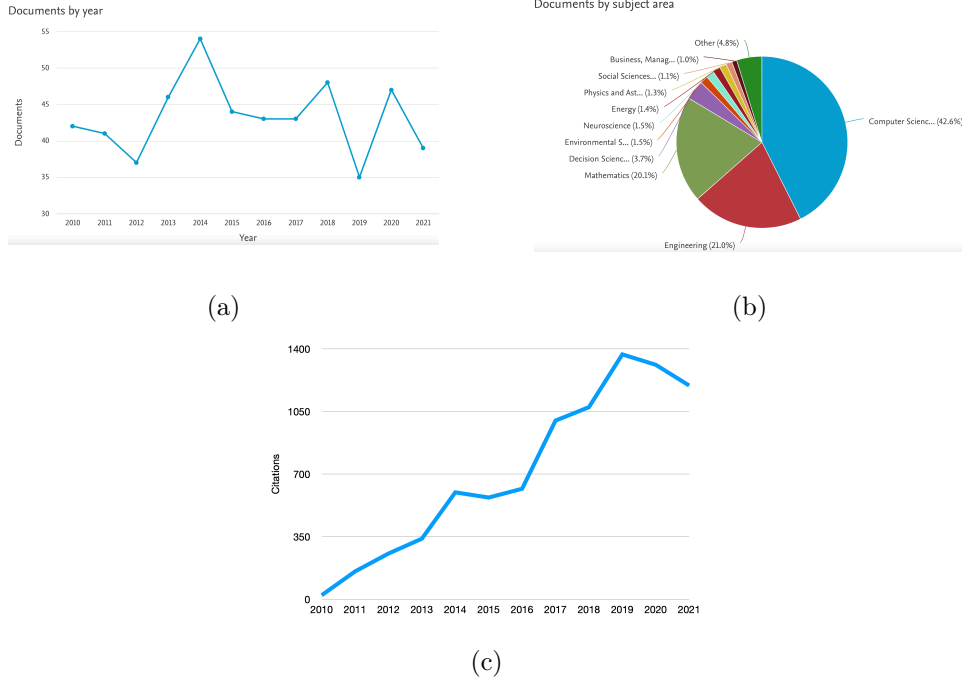 Documents by year
55
50
45
40
35
30
Documents
2010 2011 2012 2013 2014 2015 2016 2017 2018 2019 2020 2021
Year
(a)
Documents by subject area
Other (4.8%)
Business, Manag... (1.0%)
Social Sciences... (1.1%)
Physics and Ast... (1.3%)
Energy (1.4%)
Neuroscience (1.5%)
Environmental S... (1.5%)
Decision Scienc... (3.7%)
Mathematics (20.1%)
Engineering (21.0%)
Computer Scienc... (42.6%)
(b)
1400
1050
700
350
0
Citations
2010 2011 2012 2013 2014 2015 2016 2017 2018 2019 2020 2021
(c)